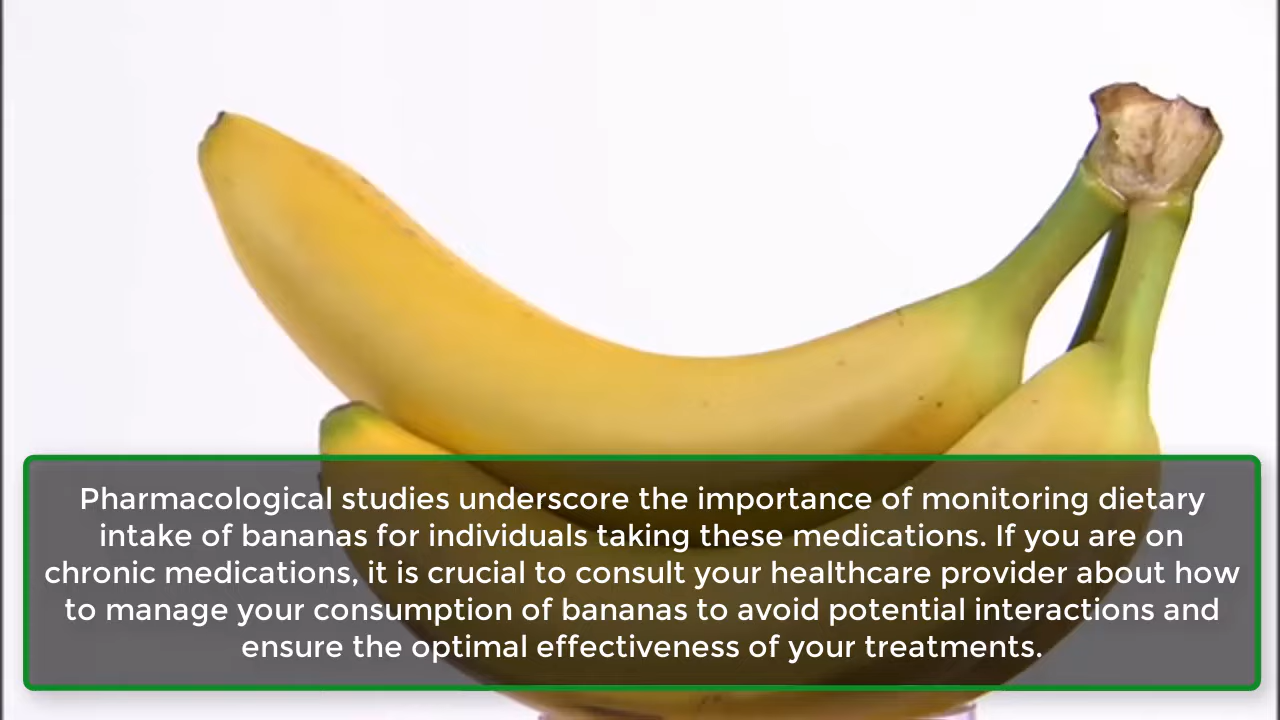 Pharmacological studies underscore the importance of monitoring dietary
intake of bananas for individuals taking these medications. If you are on
chronic medications, it is crucial to consult your healthcare provider about how
to manage your consumption of bananas to avoid potential interactions and
ensure the optimal effectiveness of your treatments.